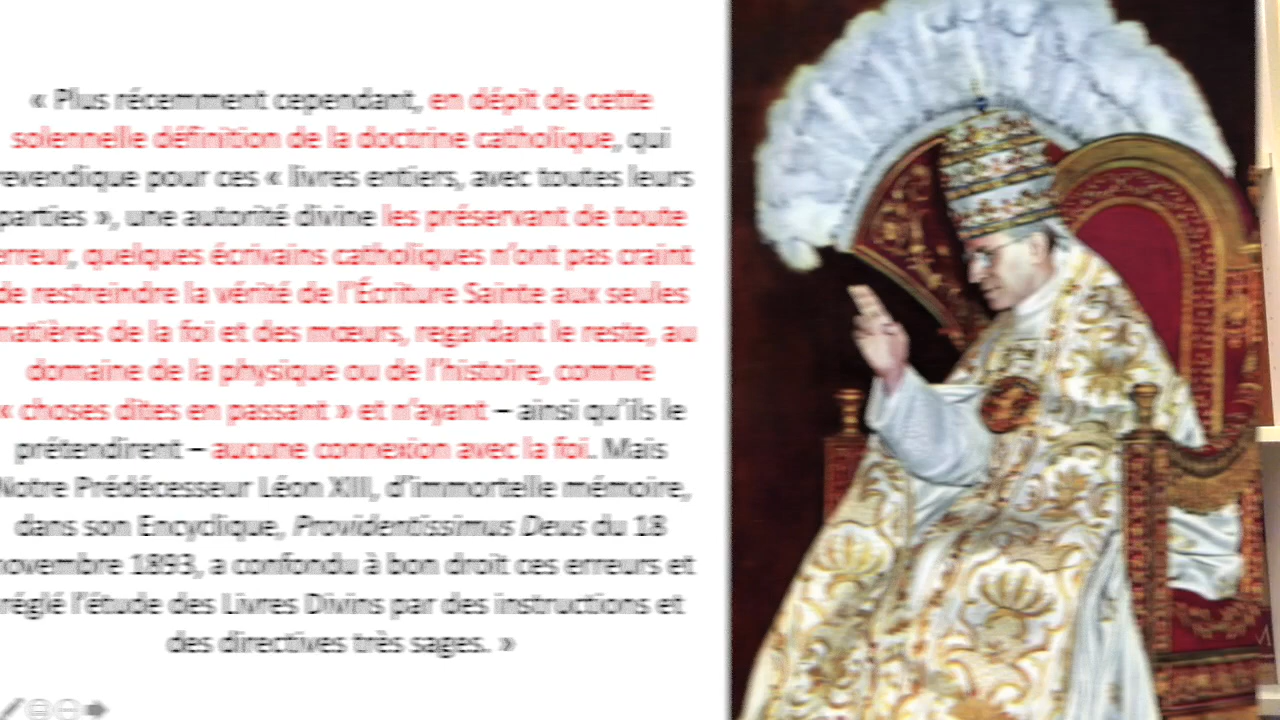 « Plus récemment cependant, en dépit de cette
solennelle définition de la doctrine catholique, qui
revendique pour ces « livres entiers, avec toutes leurs
parties », une autorité divine les préservant de toute
erreur, quelques écrivains catholiques n'ont pas craint
de restreindre la vérité de l'Écriture Sainte aux seules
matières de la foi et des mœurs, regardant le reste, au
domaine de la physique ou de l'histoire, comme
« choses dites en passant » et n'ayant – ainsi qu'ils le
prétendirent – aucune connexion avec la foi. Mais
Notre Prédécesseur Léon XIII, d'immortelle mémoire,
dans son Encyclique, Providentissimus Deus du 18
novembre 1893, a confondu à bon droit ces erreurs et
réglé l'étude des Livres Divins par des instructions et
des directives très sages. »